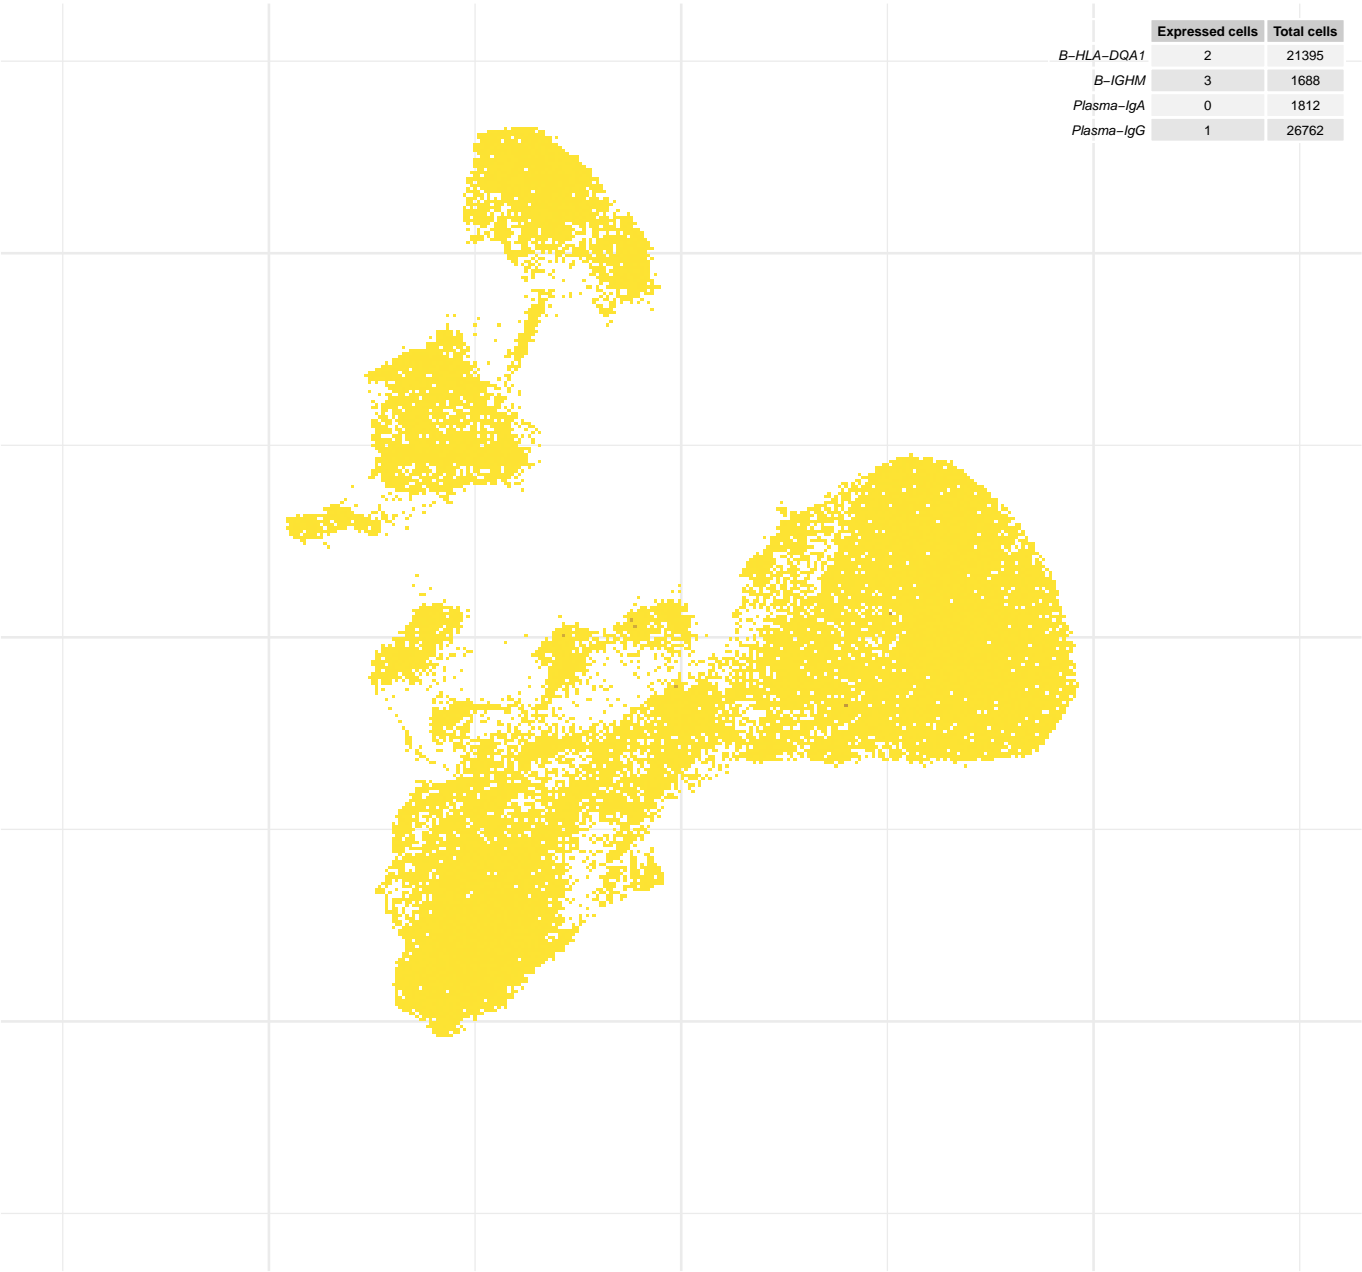 Expressed cells Total cells
B−HLA−DQA1 2 21395
B−IGHM 3 1688
Plasma−IgA 0 1812
Plasma−IgG 1 26762